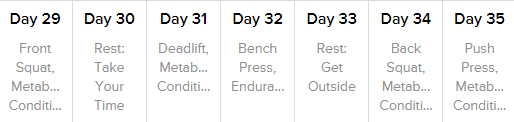 Day 29 Day 30 Day 31 Day 32 Day 33 Day 34 Day 35
Front Rest: Deadlift, Bench Rest: Back Push
Squat, Take Metab... Press, Get Squat, Press,
Metab... Your Conditi... Endura... Outside Metab... Metab...
Conditi... Time Conditi... Conditi...